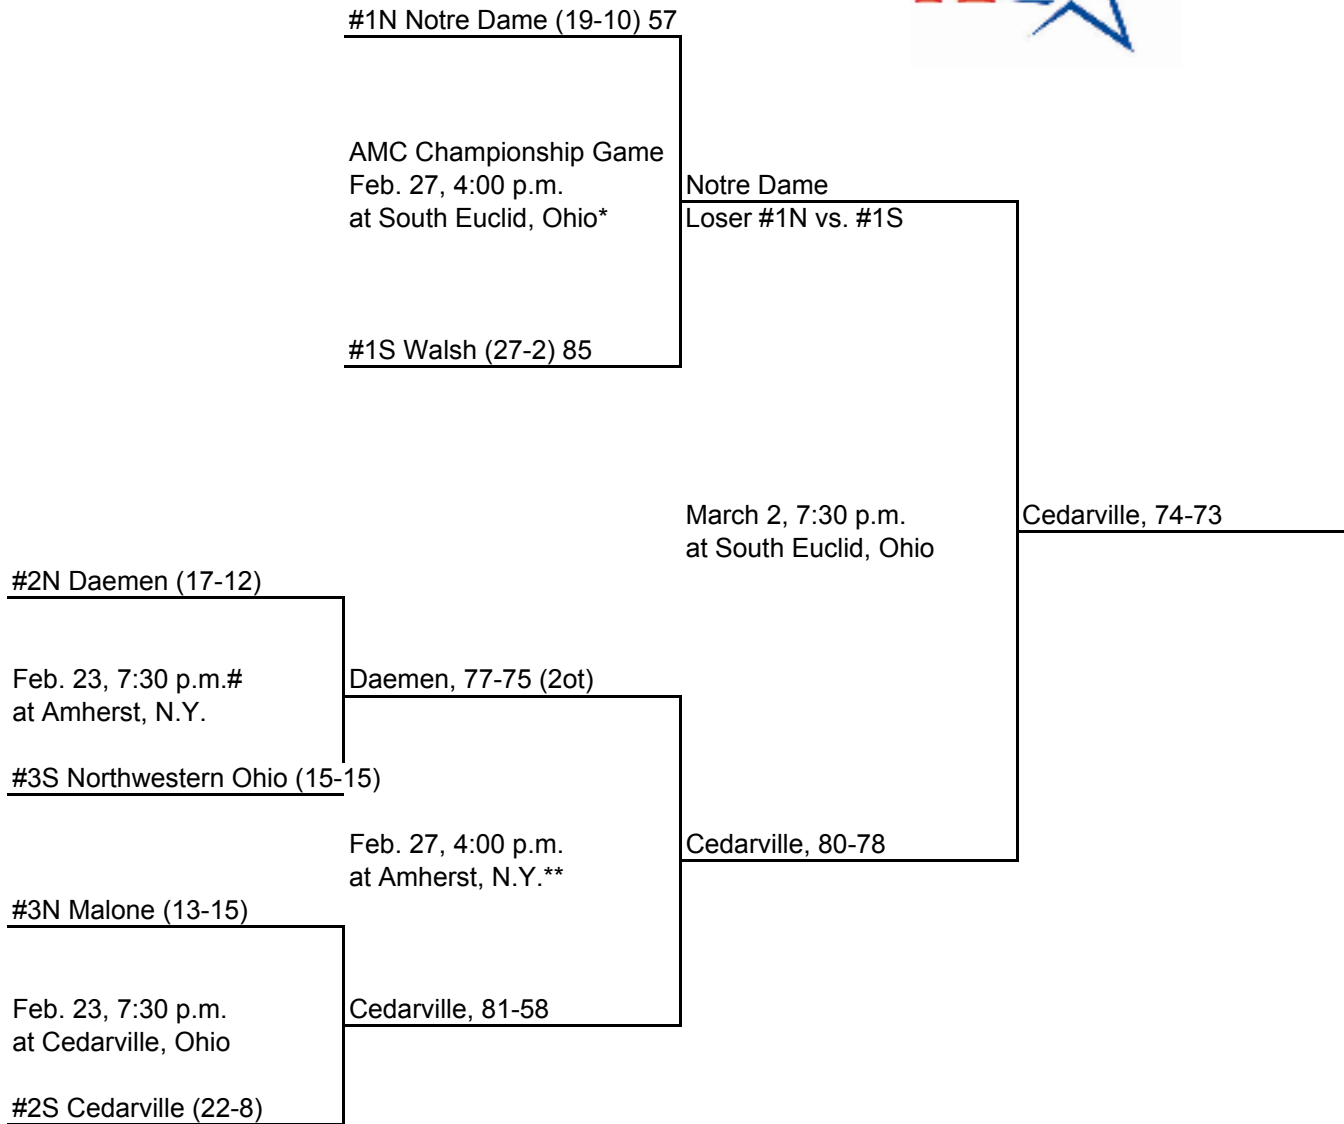 #1N Notre Dame (19-10) 57
AMC Championship Game
Feb. 27, 4:00 p.m.
at South Euclid, Ohio*
Notre Dame
Loser #1N vs. #1S
#1S Walsh (27-2) 85
March 2, 7:30 p.m.
at South Euclid, Ohio
Cedarville, 74-73
#2N Daemen (17-12)
Feb. 23, 7:30 p.m.#
at Amherst, N.Y.
Daemen, 77-75 (2ot)
#3S Northwestern Ohio (15-15)
Feb. 27, 4:00 p.m.
at Amherst, N.Y.**
Cedarville, 80-78
#3N Malone (13-15)
Feb. 23, 7:30 p.m.
at Cedarville, Ohio
Cedarville, 81-58
#2S Cedarville (22-8)